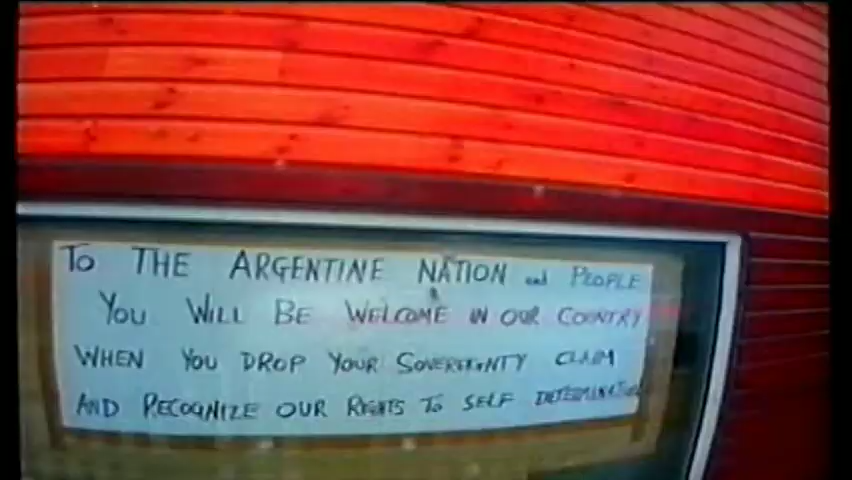 TO THE ARGENTINE NATION and PEOPLE
YOU WILL BE WELCOME IN OUR COUNTRY
WHEN YOU DROP YOUR SOVEREIGNTY CLAIM
AND RECOGNIZE OUR RIGHTS TO SELF DETERMINATION